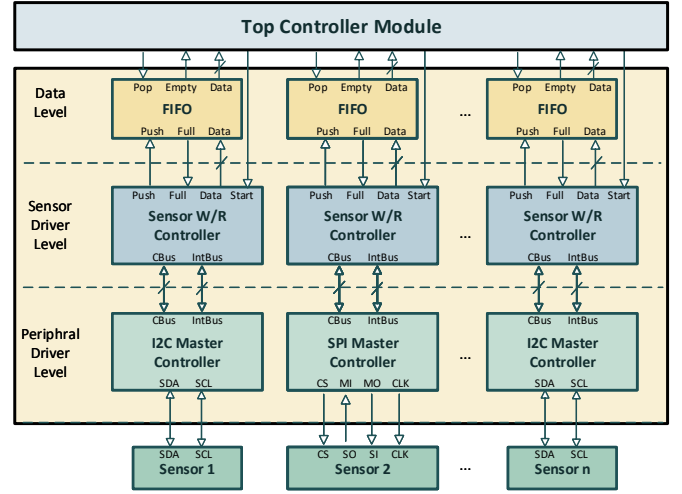 Top Controller Module
Data
Level
Pop Empty Data
FIFO
Push Full Data
Pop Empty Data
FIFO
Push Full Data
...
Pop Empty Data
FIFO
Push Full Data
Sensor
Driver
Level
Push Full Data Start
Sensor W/R
Controller
CBus IntBus
Push Full Data Start
Sensor W/R
Controller
CBus IntBus
...
Push Full Data Start
Sensor W/R
Controller
CBus IntBus
Periphral
Driver
Level
CBus IntBus
I2C Master
Controller
SDA SCL
CBus IntBus
SPI Master
Controller
CS MI MO CLK
...
CBus IntBus
I2C Master
Controller
SDA SCL
SDA SCL
Sensor 1
CS SO SI CLK
Sensor 2
...
SDA SCL
Sensor n